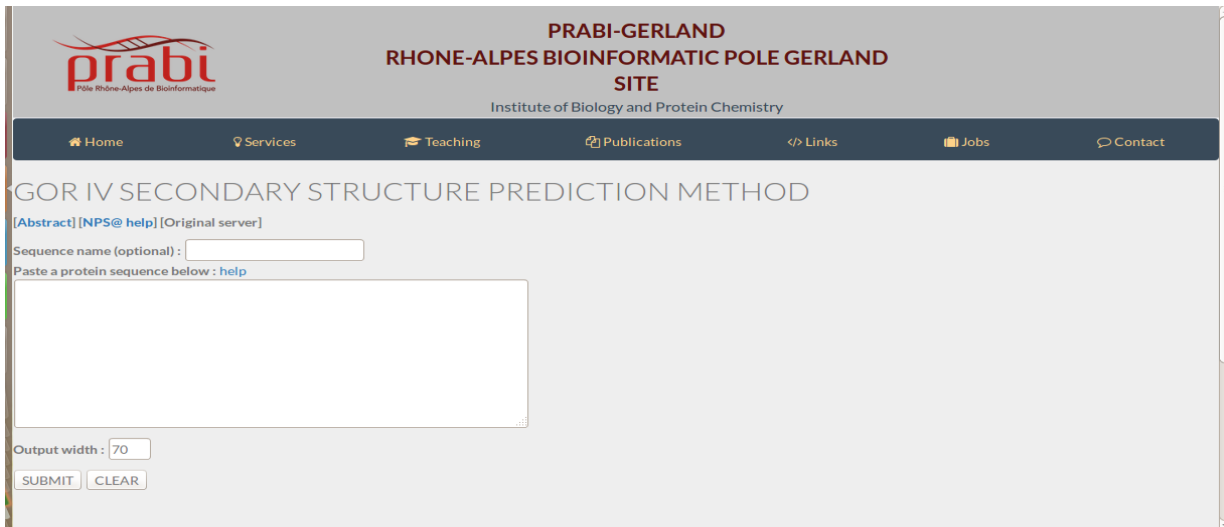 prabi
Pôle Rhône-Alpes de Bioinformatique
PRABI-GERLAND
RHONE-ALPES BIOINFORMATIC POLE GERLAND
SITE
Institute of Biology and Protein Chemistry
Home Services Teaching Publications </> Links Jobs Contact
GOR IV SECONDARY STRUCTURE PREDICTION METHOD
[Abstract] [NPS@ help] [Original server]
Sequence name (optional) :
Paste a protein sequence below : help
Output width : 70
SUBMIT CLEAR